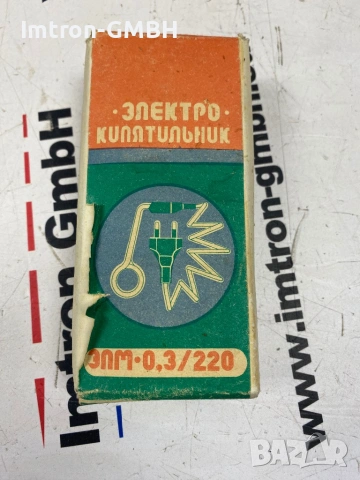 Imtron-GMBH
·ЭЛЕКТРО·
КИПЯТИЛЬНИК
ЭПМ·0,3/220
Imtron GmbH
www.imtron-gmbh
bazar